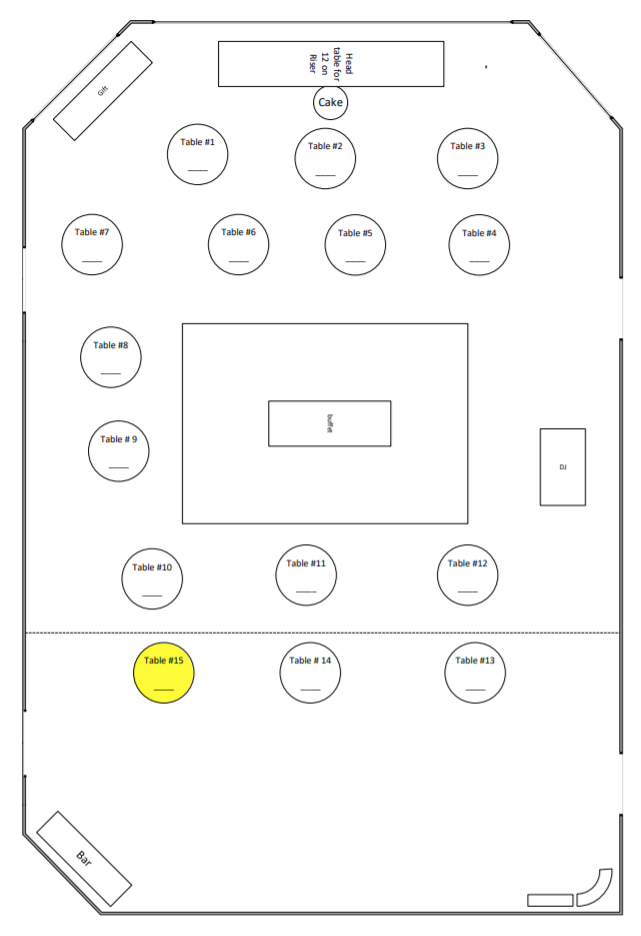 Head
table for
12 on
Riser
Gift
Cake
Table #1
____
Table #2
____
Table #3
____
Table #7
____
Table #6
____
Table #5
____
Table #4
____
Table #8
____
buffet
Table # 9
____
DJ
Table #10
____
Table #11
____
Table #12
____
Table #15
____
Table # 14
____
Table #13
____
Bar